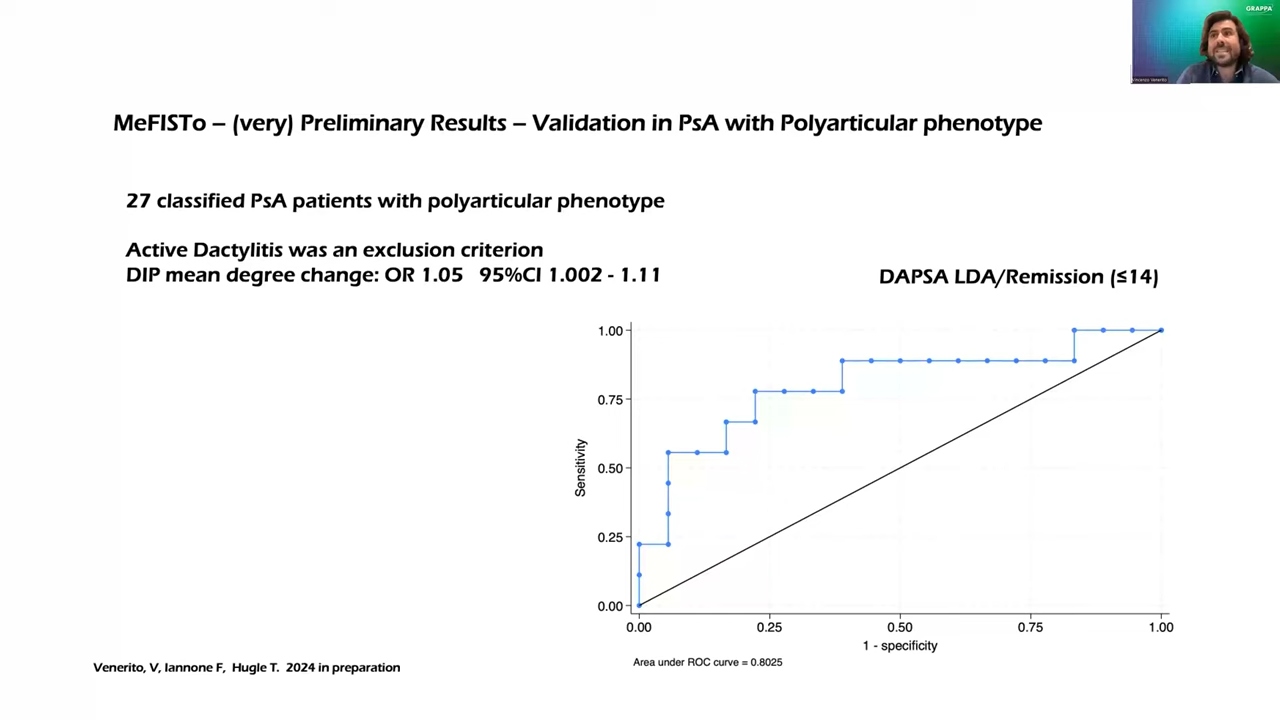 GRAPPA
Vincenzo Venerito
MeFISTo – (very) Preliminary Results – Validation in PsA with Polyarticular phenotype
27 classified PsA patients with polyarticular phenotype
Active Dactylitis was an exclusion criterion
DIP mean degree change: OR 1.05 95%CI 1.002 - 1.11
DAPSA LDA/Remission (≤14)
1.00
0.75
0.50
0.25
0.00
Sensitivity
0.00 0.25 0.50 0.75 1.00
1 - specificity
Area under ROC curve = 0.8025
Venerito, V, Iannone F, Hugle T. 2024 in preparation